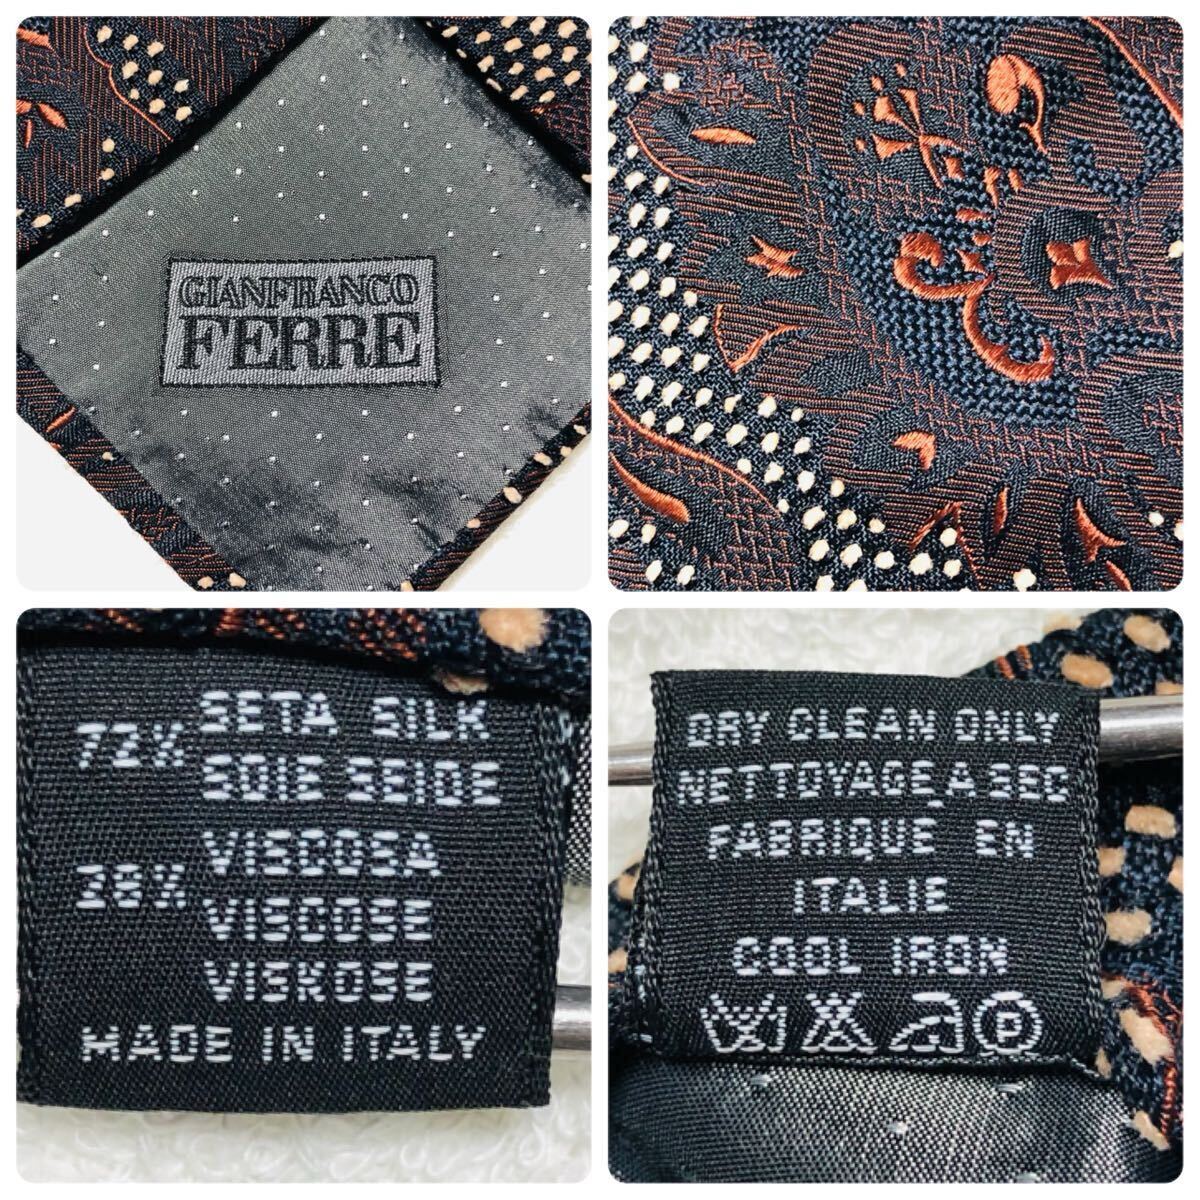 GIANFRANCO
FERRE
72% SETA SILK
SOIE SEIDE
28% VISCOSA
VISCOSE
VISKOSE
MADE IN ITALY
DRY CLEAN ONLY
NETTOYAGE A SEC
FABRIQUE EN
ITALIE
COOL IRON
P